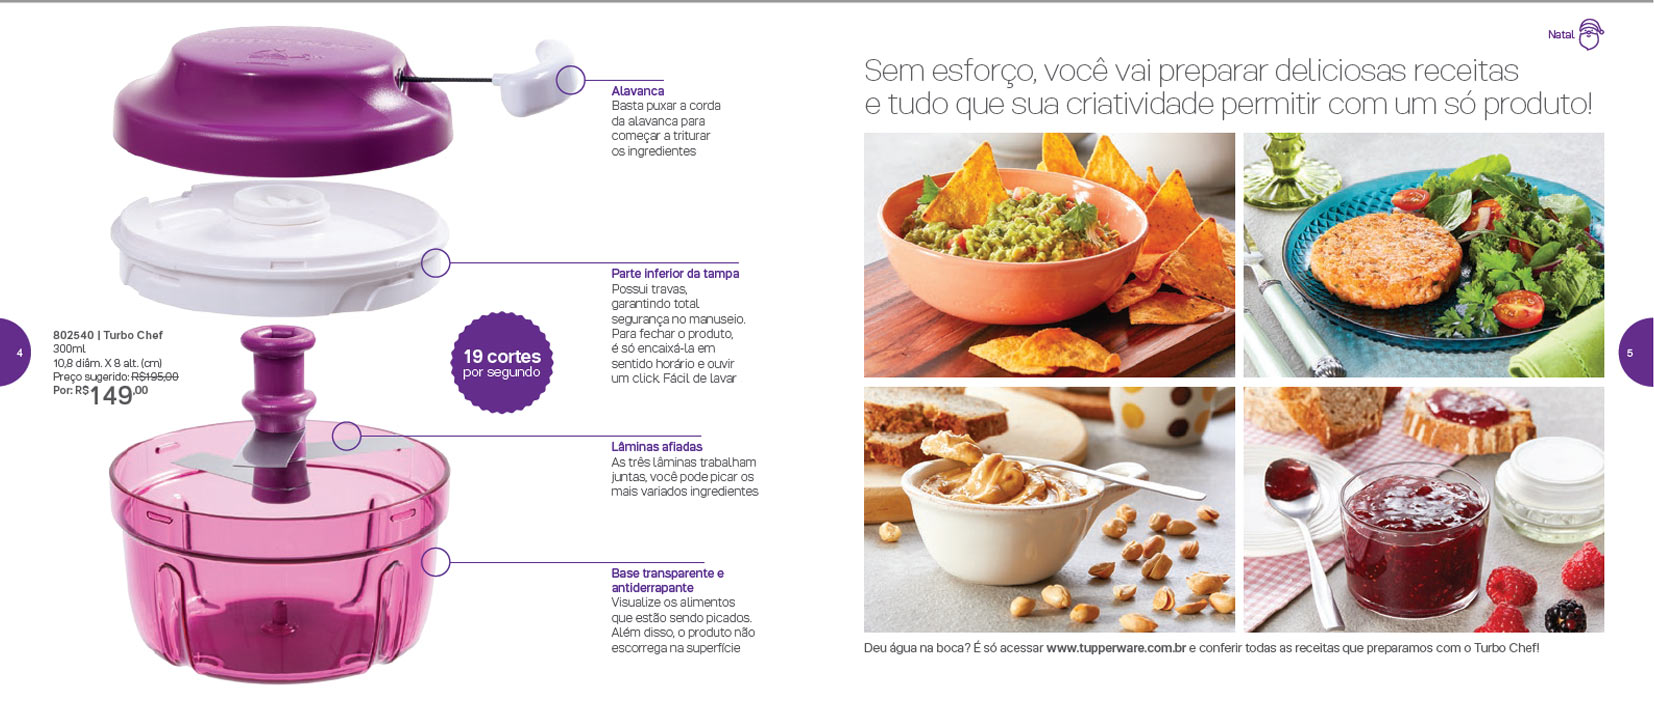 Alavanca
Basta puxar a corda
da alavanca para
começar a triturar
os ingredientes
Parte inferior da tampa
Possui travas,
garantindo total
segurança no manuseio.
Para fechar o produto,
é só encaixá-la em
sentido horário e ouvir
um click. Fácil de lavar
4
802540 | Turbo Chef
300ml
10,8 diâm. X 8 alt. (cm)
Preço sugerido: R$195,00
Por: R$149,00
19 cortes
por segundo
Lâminas afiadas
As três lâminas trabalham
juntas, você pode picar os
mais variados ingredientes
Base transparente e
antiderrapante
Visualize os alimentos
que estão sendo picados.
Além disso, o produto não
escorrega na superfície
Natal
Sem esforço, você vai preparar deliciosas receitas
e tudo que sua criatividade permitir com um só produto!
5
Deu água na boca? É só acessar www.tupperware.com.br e conferir todas as receitas que preparamos com o Turbo Chef!